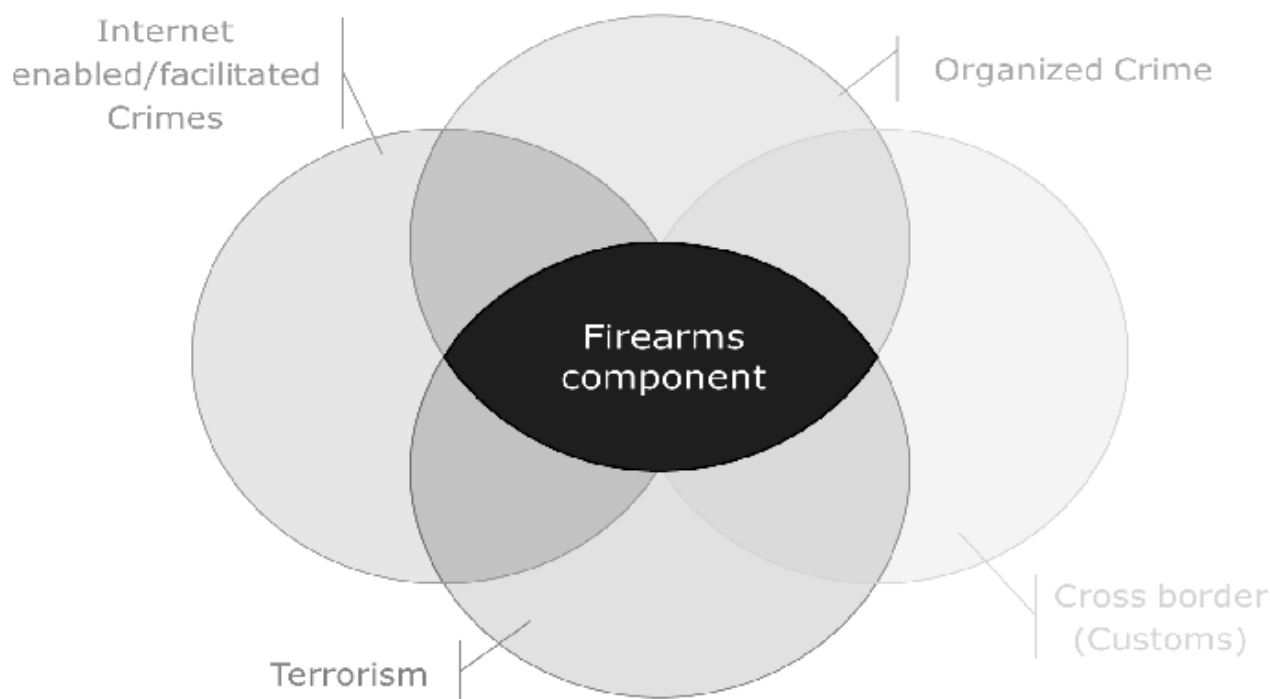 Internet
enabled/facilitated
Crimes
Organized Crime
Firearms
component
Cross border
(Customs)
Terrorism